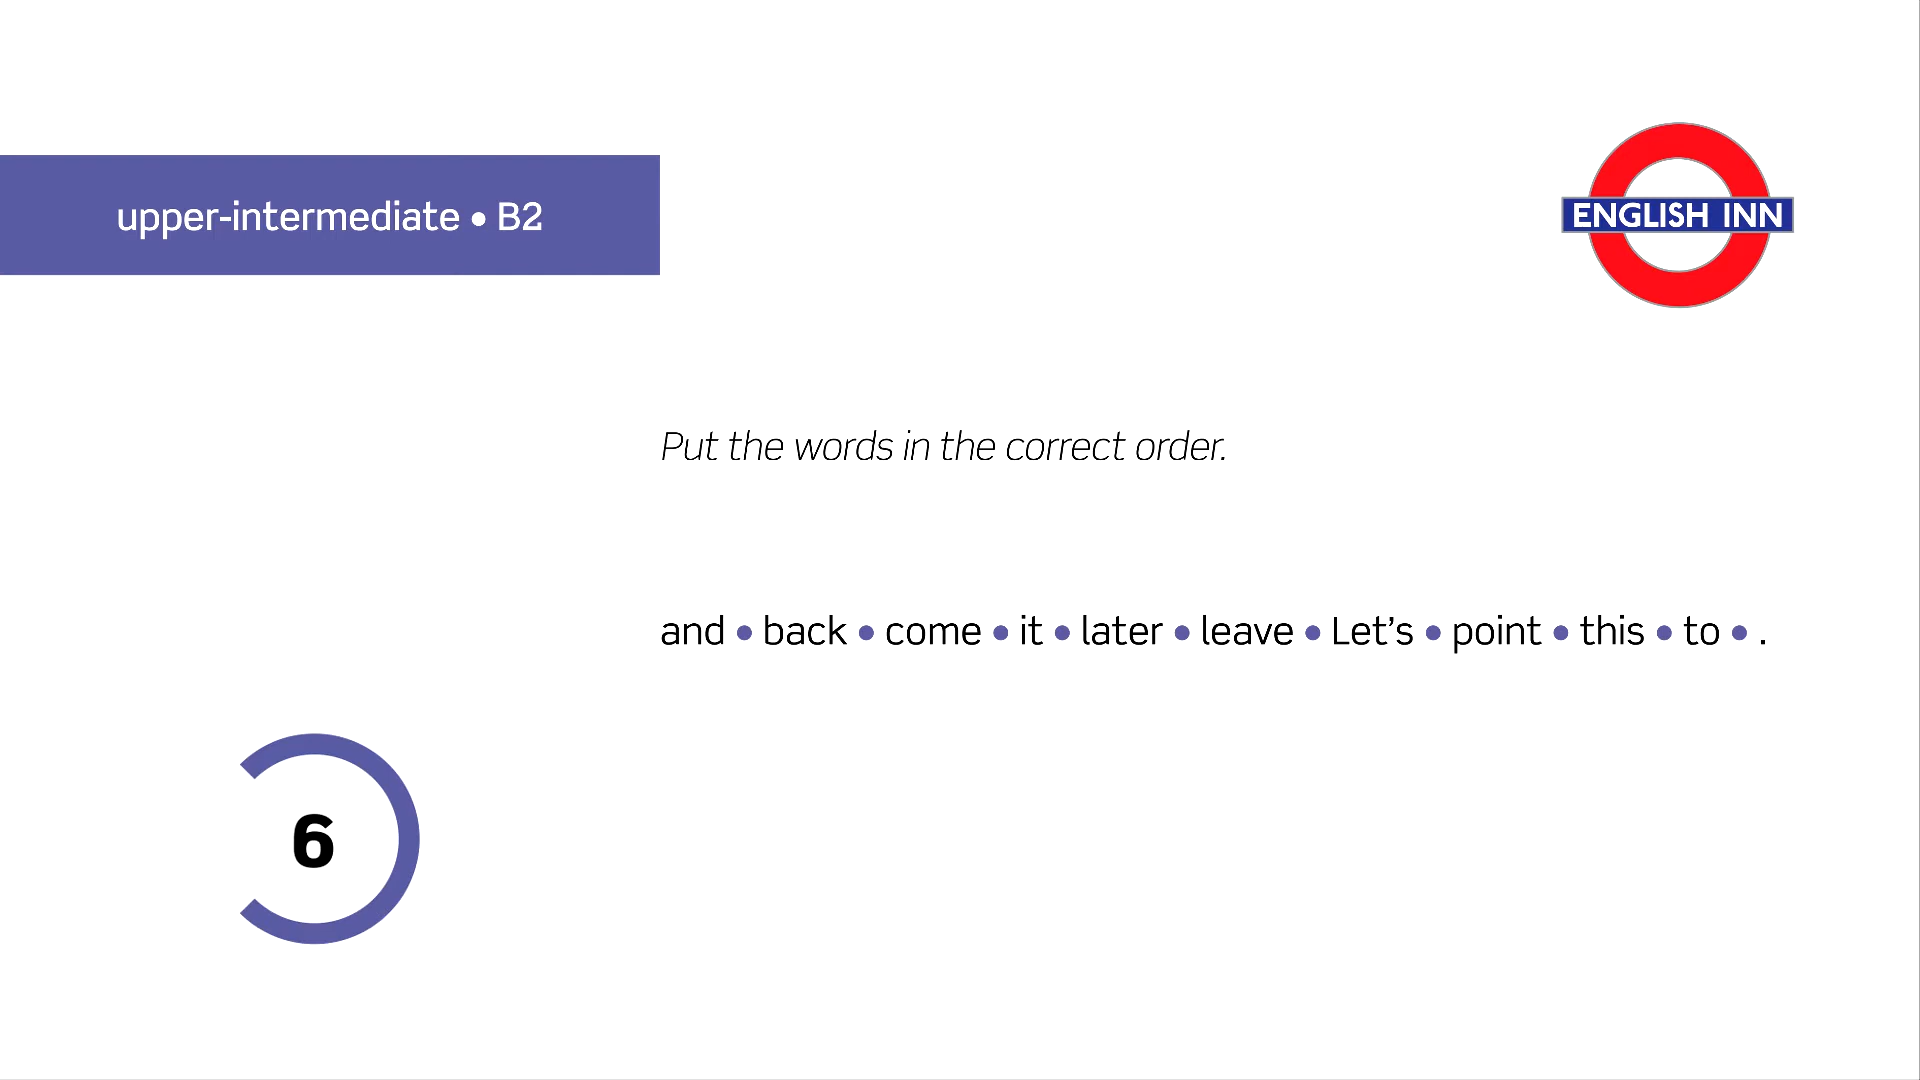 upper-intermediate • B2
ENGLISH INN
Put the words in the correct order.
and • back • come • it • later • leave • Let’s • point • this • to • .
6